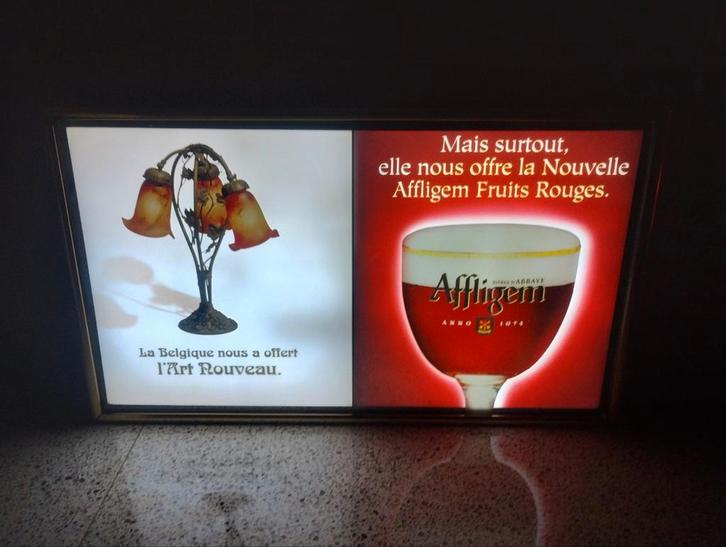 La Belgique nous a offert
l'Art Nouveau.
Mais surtout,
elle nous offre la Nouvelle
Affligem Fruits Rouges.
BIÈRE D'ABBAYE
Affligem
ANNO 1074